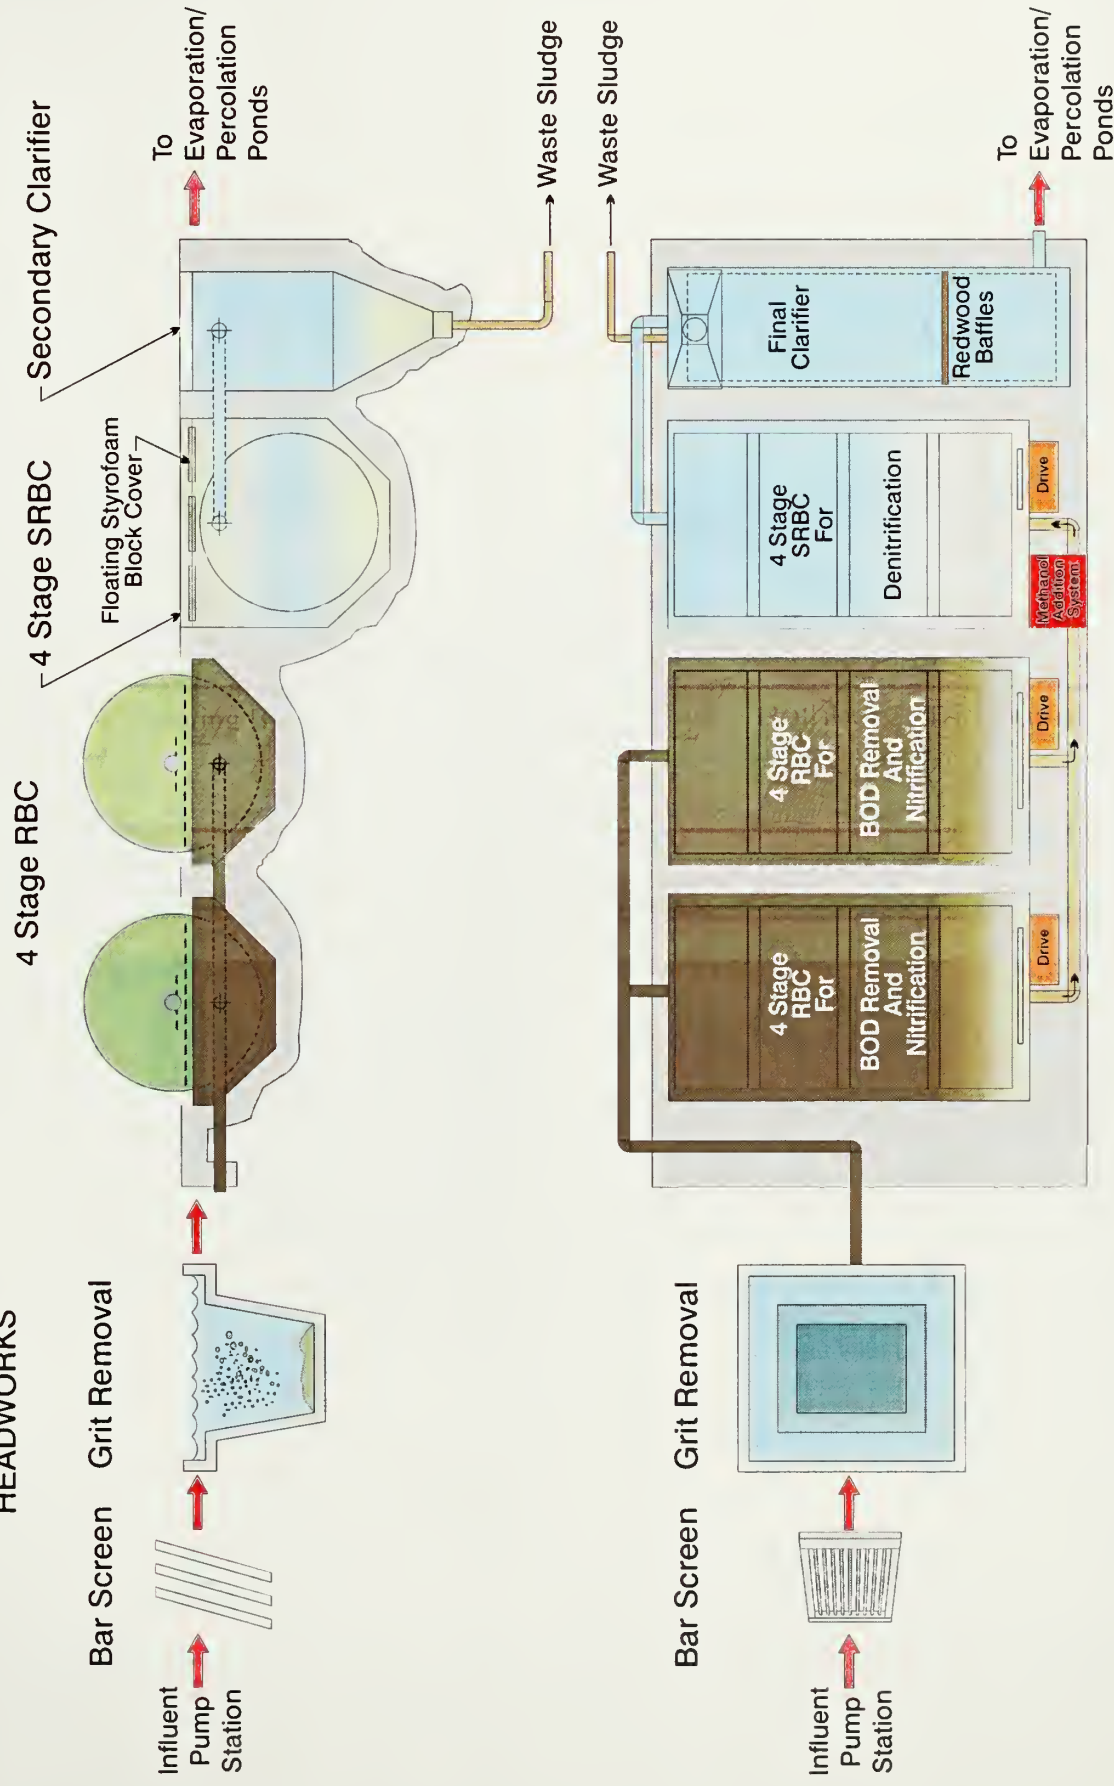 HEADWORKS
Bar Screen
Grit Removal
4 Stage RBC
4 Stage SRBC
Secondary Clarifier
Influent
Pump
Station
Floating Styrofoam
Block Cover
To
Evaporation/
Percolation
Ponds
Waste Sludge
Waste Sludge
Bar Screen
Grit Removal
Influent
Pump
Station
4 Stage
RBC
For
BOD Removal
And
Nitrification
Drive
4 Stage
RBC
For
BOD Removal
And
Nitrification
Drive
Methanol
Addition
System
4 Stage
SRBC
For
Denitrification
Drive
Final
Clarifier
Redwood
Baffles
To
Evaporation/
Percolation
Ponds